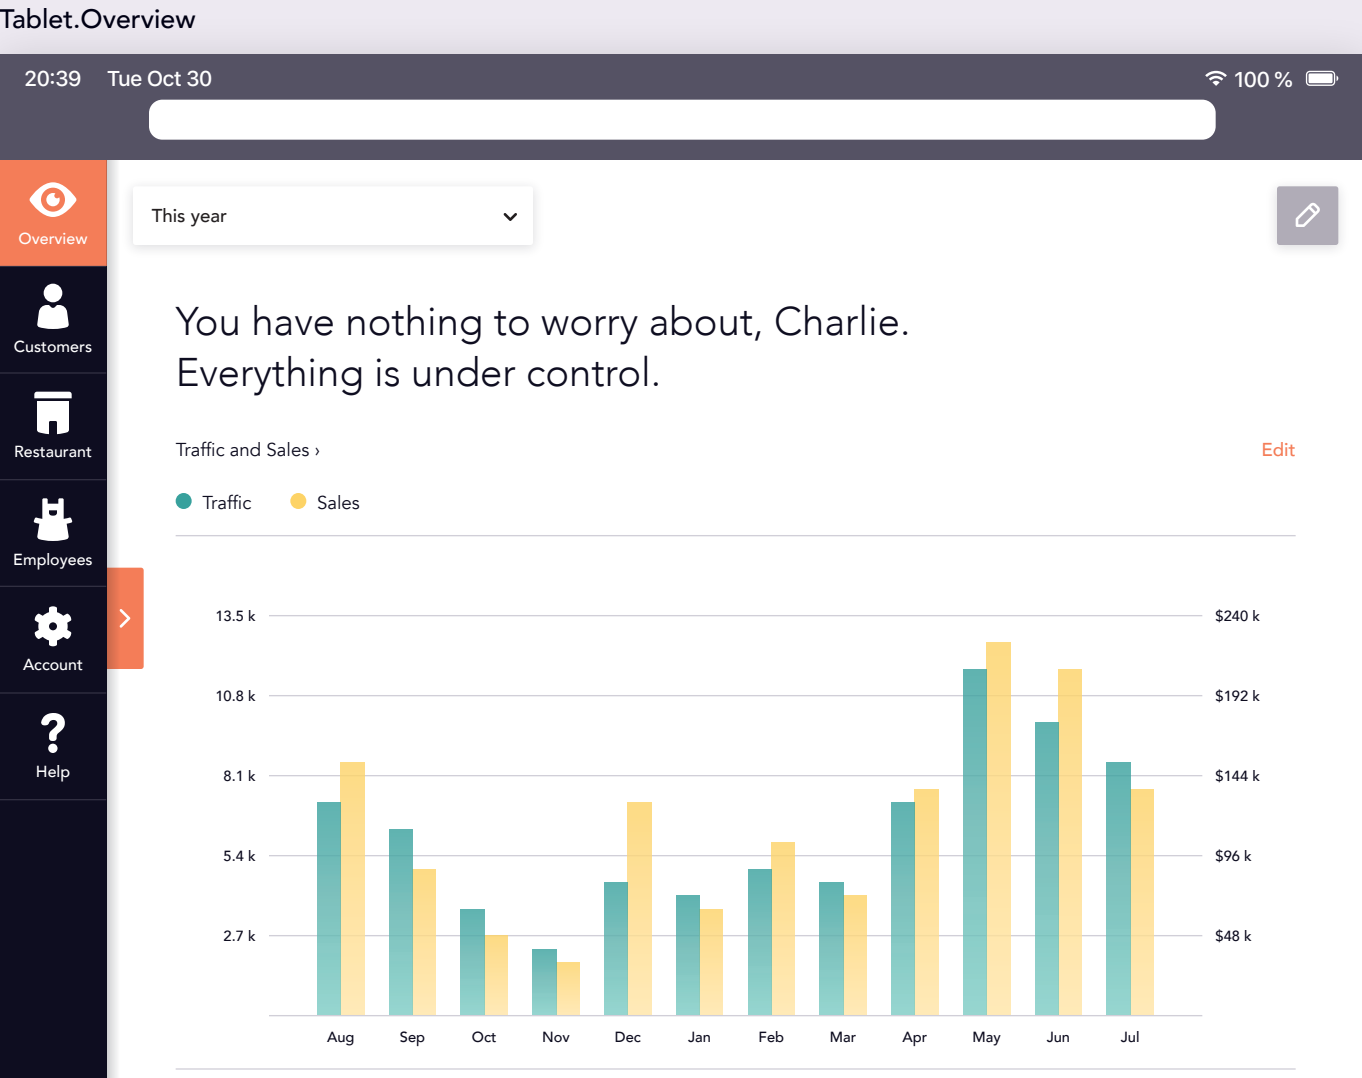 Tablet.Overview
20:39 Tue Oct 30 100 %
Overview
Customers
Restaurant
Employees
Account
Help
This year
You have nothing to worry about, Charlie.
Everything is under control.
Traffic and Sales ›
Edit
Traffic Sales
13.5 k $240 k
10.8 k $192 k
8.1 k $144 k
5.4 k $96 k
2.7 k $48 k
Aug Sep Oct Nov Dec Jan Feb Mar Apr May Jun Jul